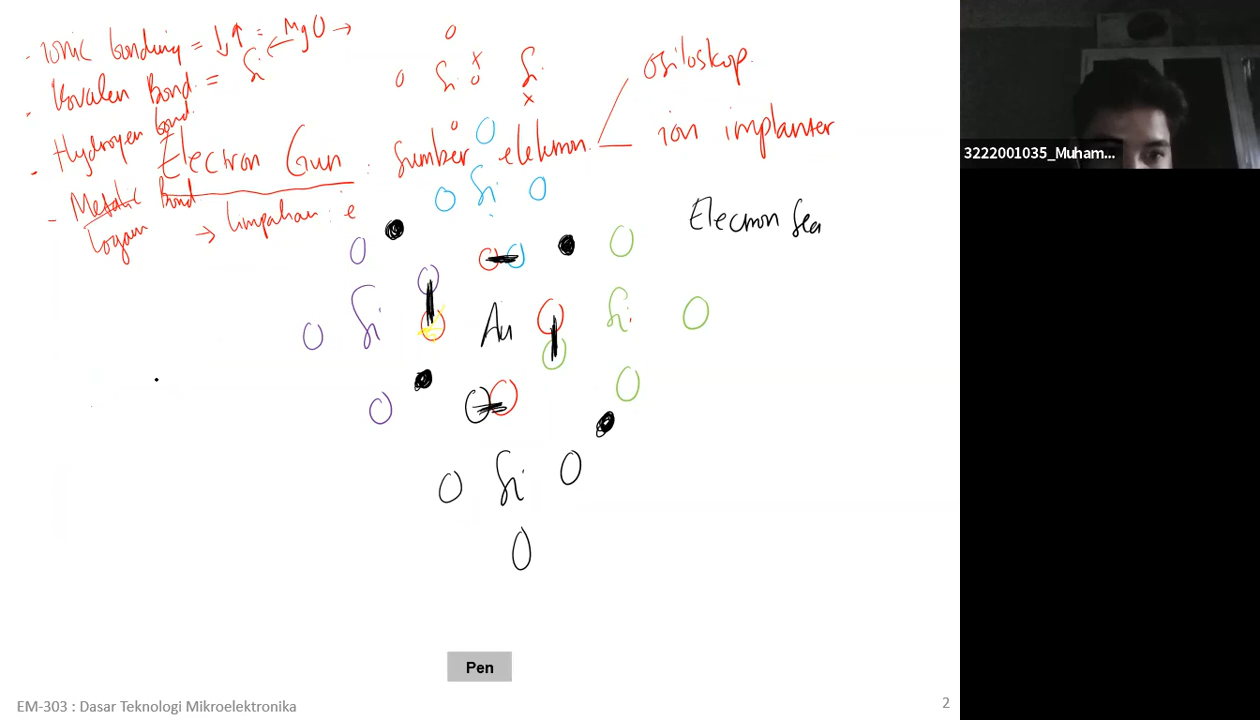 - Ionic bonding = ↓↑ = MgO →
- Kovalen Bond = Si
- Hydrogen bond
- Metalic Bond
Logam → limpahan : e
Electron Gun : Sumber elektron
osiloskop
ion implanter
O
O Si x O Si x
O
O
O Si O
Electron Sea
O O O O
O
O Si O Au O Si O
O
O O O O
O Si O
O
Pen
EM-303 : Dasar Teknologi Mikroelektronika
2
3222001035_Muham...